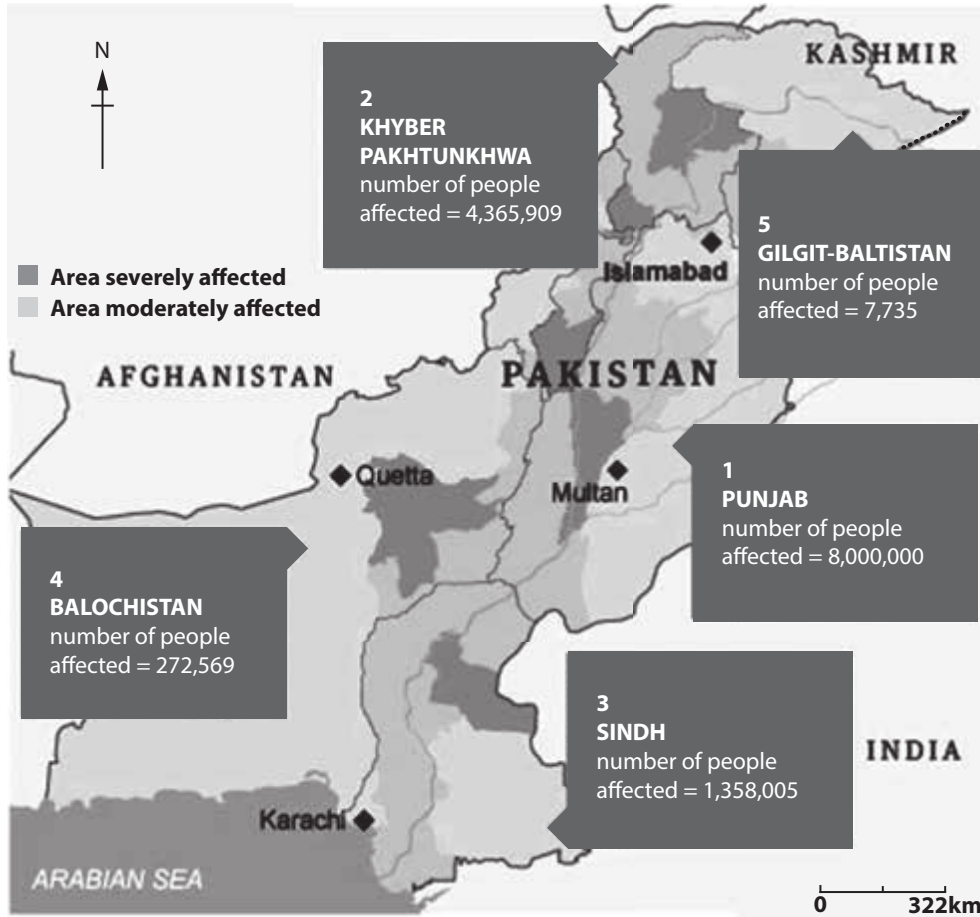 N
KASHMIR
2
KHYBER
PAKHTUNKHWA
number of people
affected = 4,365,909
5
GILGIT-BALTISTAN
number of people
affected = 7,735
Islamabad
Area severely affected
Area moderately affected
AFGHANISTAN
PAKISTAN
Quetta
Multan
1
PUNJAB
number of people
affected = 8,000,000
4
BALOCHISTAN
number of people
affected = 272,569
3
SINDH
number of people
affected = 1,358,005
INDIA
Karachi
ARABIAN SEA
0 322km